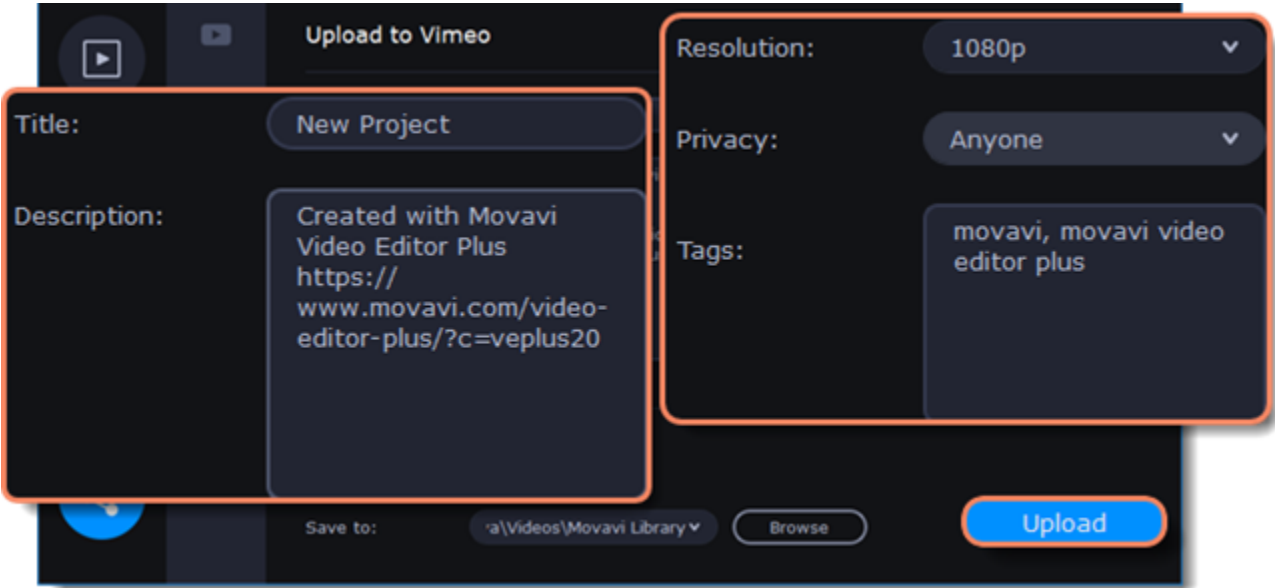 Upload to Vimeo
Title:
New Project
Description:
Created with Movavi
Video Editor Plus
https://
www.movavi.com/video-
editor-plus/?c=veplus20
Resolution:
1080p
Privacy:
Anyone
Tags:
movavi, movavi video
editor plus
Save to:
a\Videos\Movavi Library
Browse
Upload